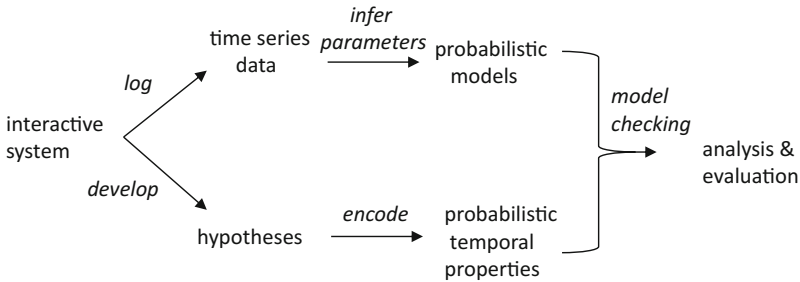 interactive
system
log
develop
time series
data
infer
parameters
probabilistic
models
hypotheses
encode
probabilistic
temporal
properties
model
checking
analysis &
evaluation